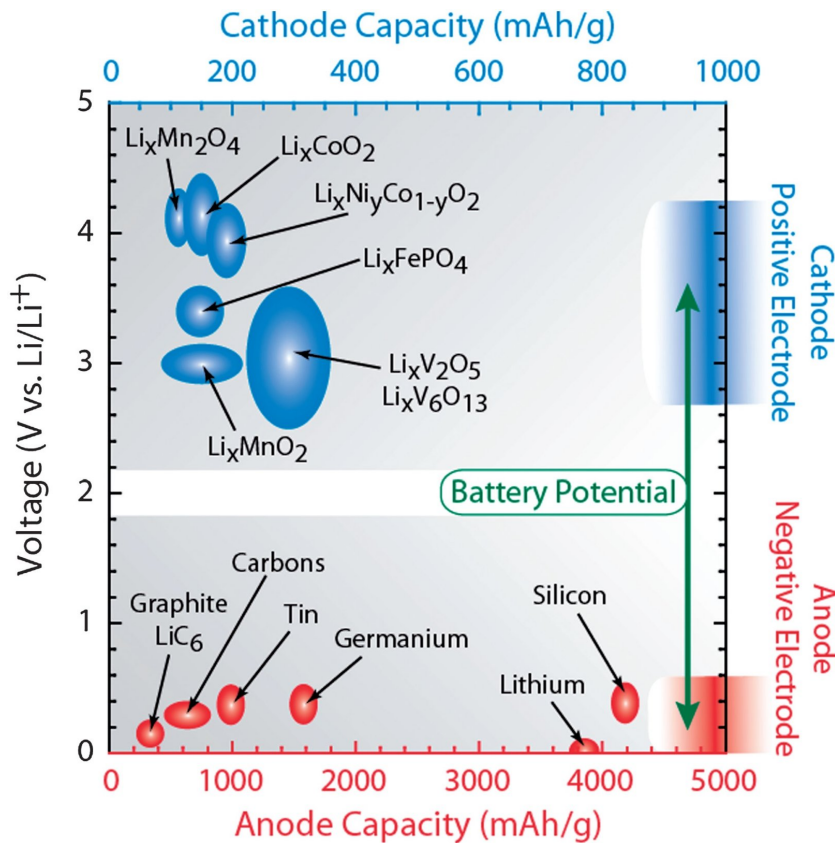 Cathode Capacity (mAh/g)
0 200 400 600 800 1000
5
4
3
2
1
0
Voltage (V vs. Li/Li+)
LixMn2O4
LixCoO2
LixNiyCo1-yO2
LixFePO4
LixV2O5
LixV6O13
LixMnO2
Battery Potential
Carbons
Graphite
LiC6
Tin
Germanium
Silicon
Lithium
Cathode
Positive Electrode
Anode
Negative Electrode
0 1000 2000 3000 4000 5000
Anode Capacity (mAh/g)